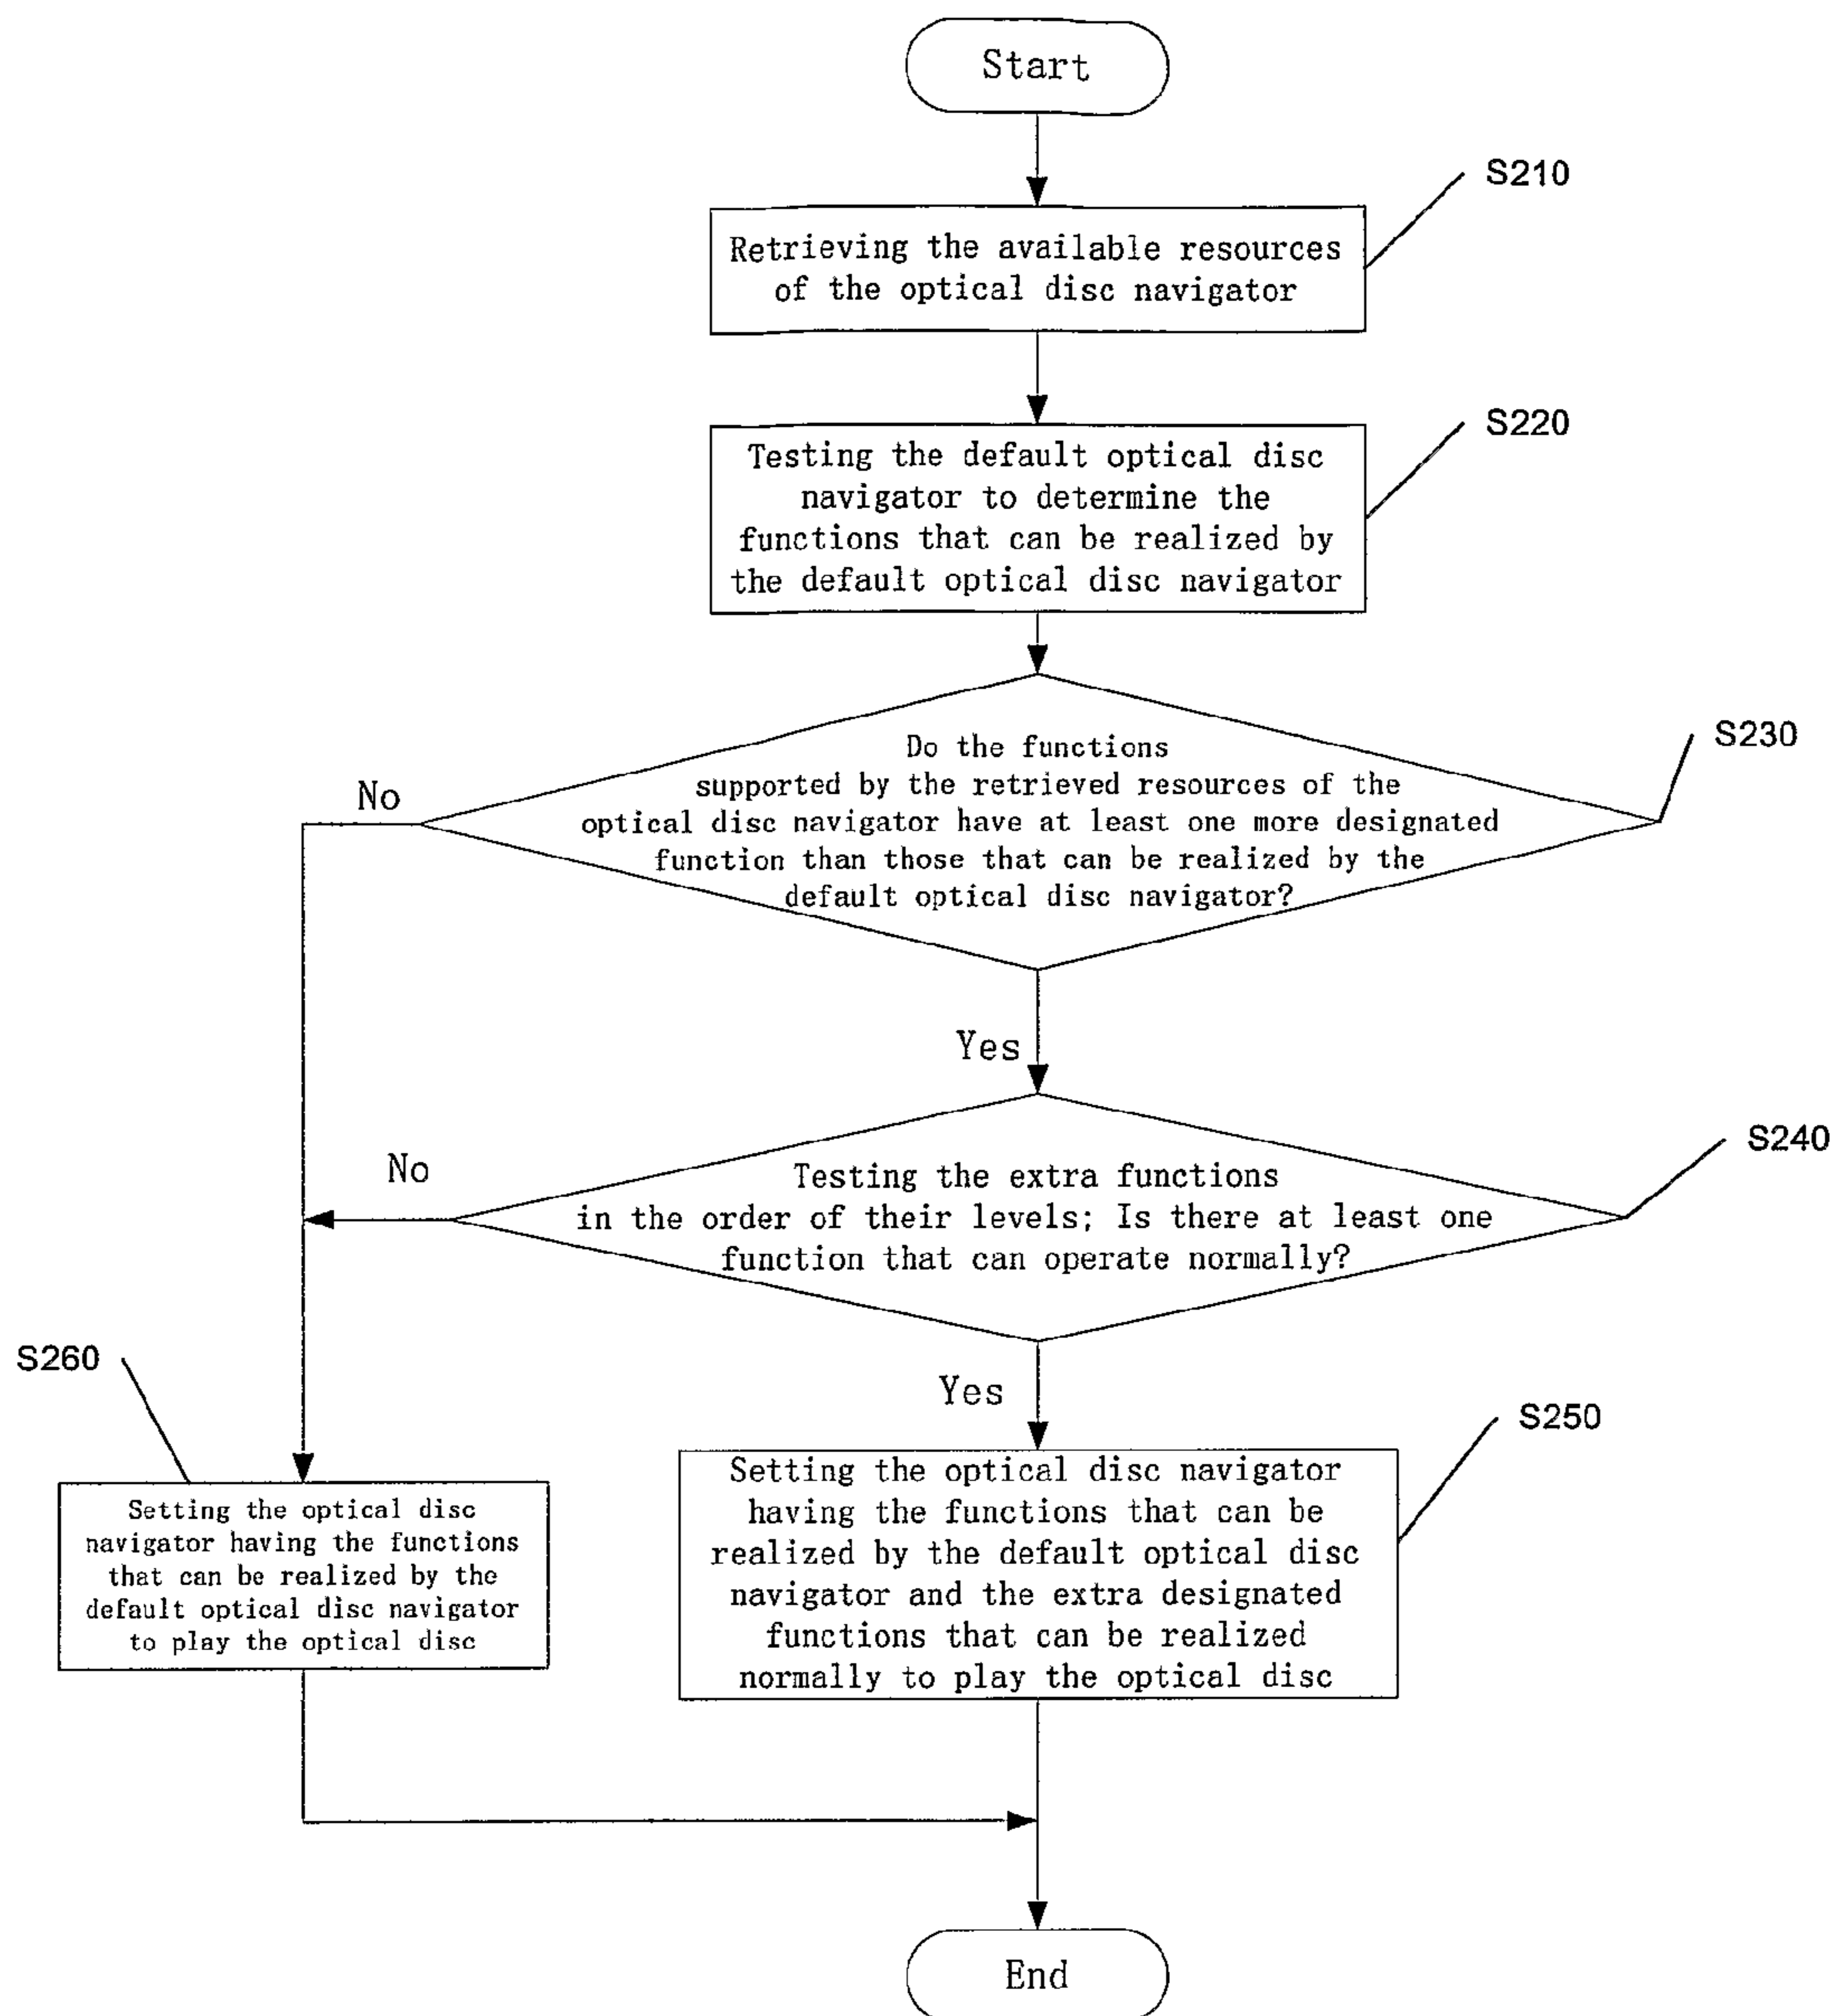 Start
S210
Retrieving the available resources
of the optical disc navigator
S220
Testing the default optical disc
navigator to determine the
functions that can be realized by
the default optical disc navigator
S230
Do the functions
supported by the retrieved resources of the
optical disc navigator have at least one more designated
function than those that can be realized by the
default optical disc navigator?
No
Yes
S240
Testing the extra functions
in the order of their levels; Is there at least one
function that can operate normally?
No
Yes
S260
Setting the optical disc
navigator having the functions
that can be realized by the
default optical disc navigator
to play the optical disc
S250
Setting the optical disc navigator
having the functions that can be
realized by the default optical disc
navigator and the extra designated
functions that can be realized
normally to play the optical disc
End